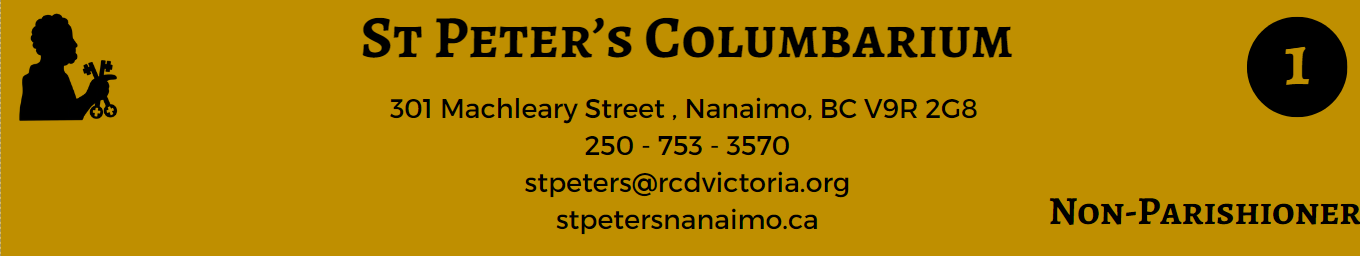 St Peter's Columbarium
1
301 Machleary Street , Nanaimo, BC V9R 2G8
250 - 753 - 3570
stpeters@rcdvictoria.org
stpetersnanaimo.ca
Non-Parishioner